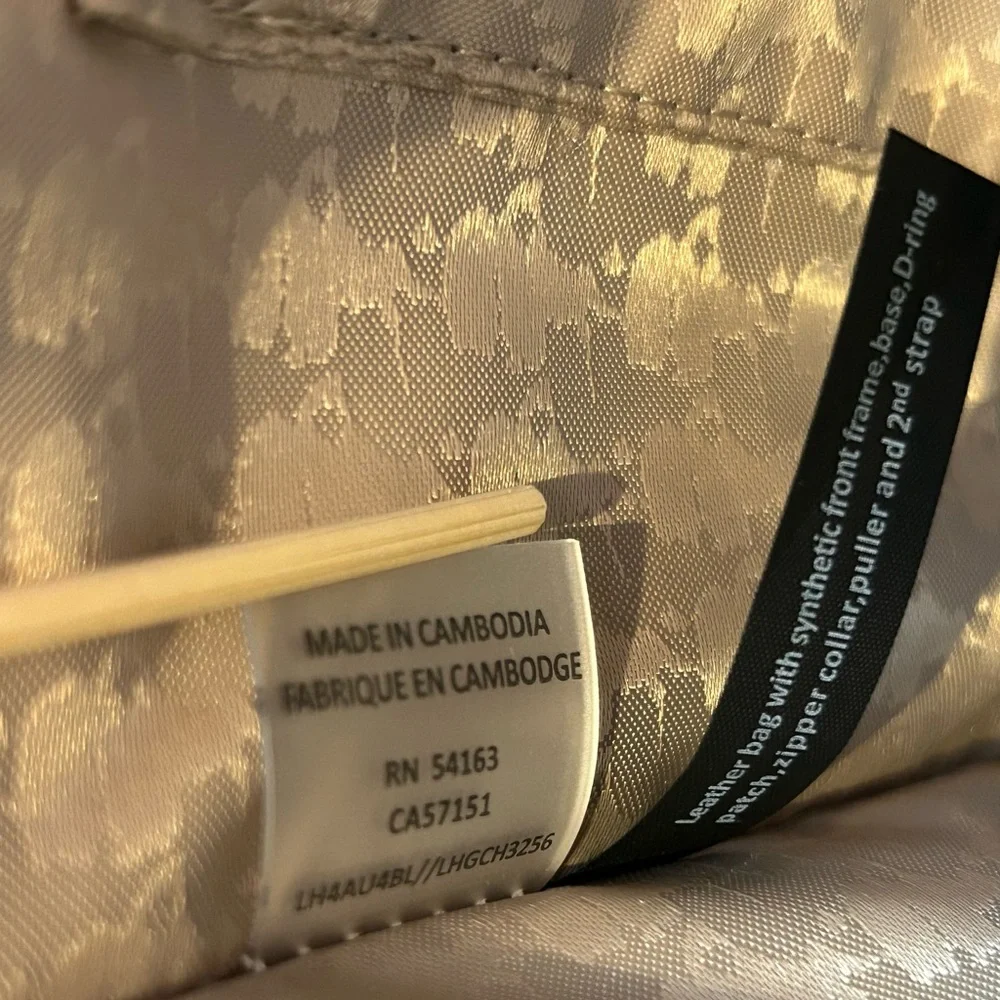 MADE IN CAMBODIA
FABRIQUE EN CAMBODGE
RN 54163
CA57151
LH4AU4BL//LHGCH3256
Leather bag with synthetic front frame,base,D-ring
patch,zipper collar,puller and 2nd strap